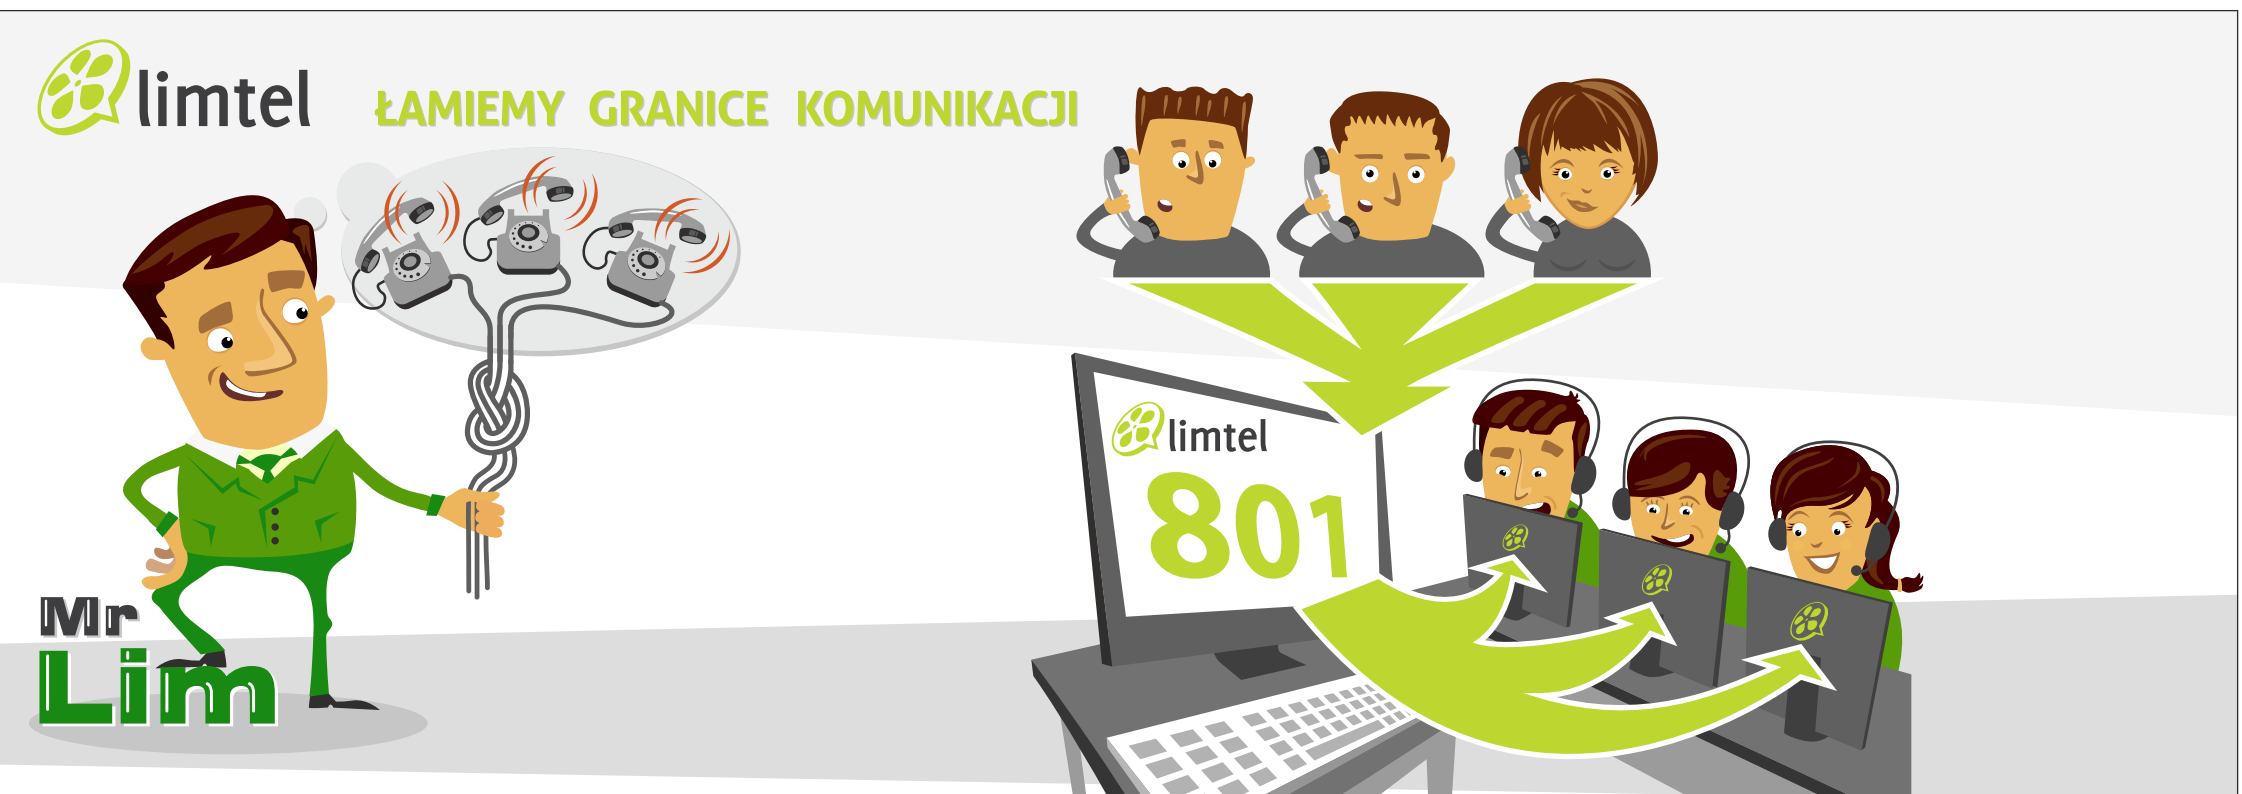 limtel
ŁAMIEMY GRANICE KOMUNIKACJI
limtel
801
Mr
Lim